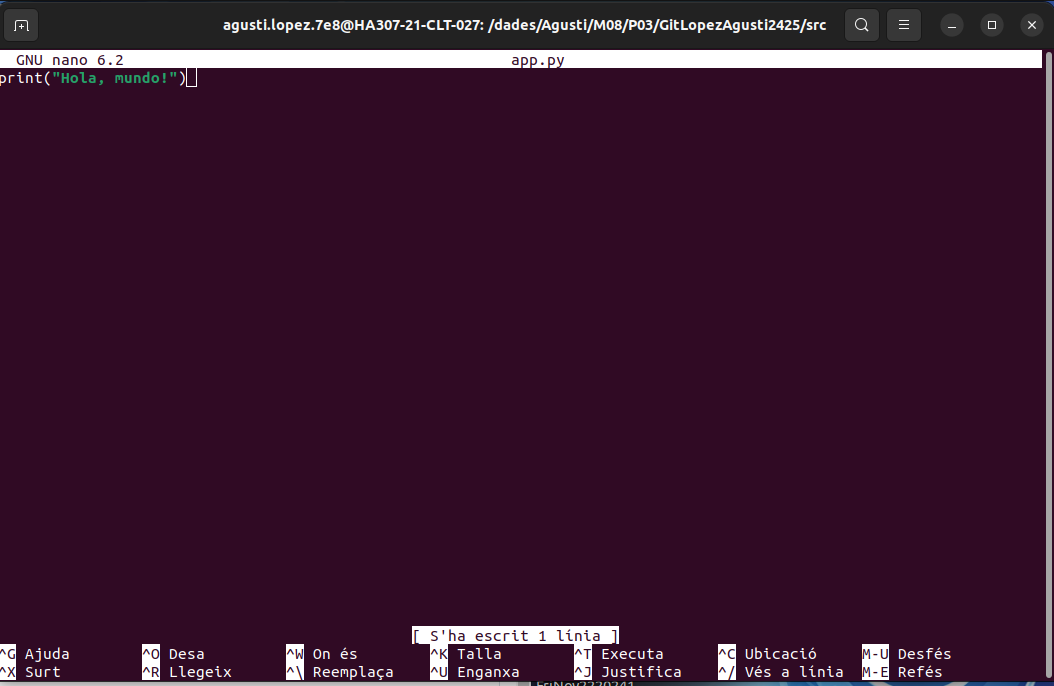 agusti.lopez.7e8@HA307-21-CLT-027: /dades/Agusti/M08/P03/GitLopezAgusti2425/src
GNU nano 6.2 app.py
print("Hola, mundo!")
[ S'ha escrit 1 línia ]
^G Ajuda ^O Desa ^W On és ^K Talla ^T Executa ^C Ubicació M-U Desfés
^X Surt ^R Llegeix ^\ Reemplaça ^U Enganxa ^J Justifica ^/ Vés a línia M-E Refés